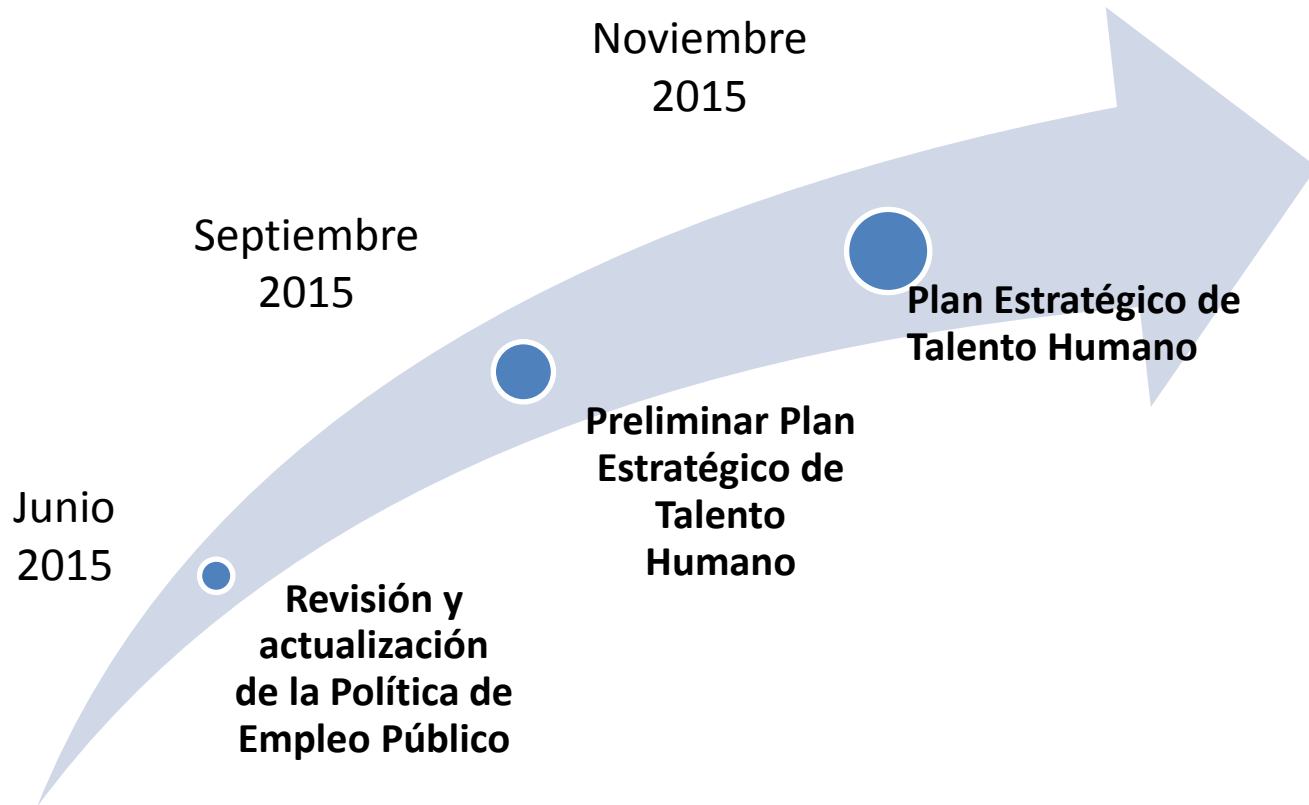 Junio
2015
Revisión y
actualización
de la Política de
Empleo Público
Septiembre
2015
Preliminar Plan
Estratégico de
Talento
Humano
Noviembre
2015
Plan Estratégico de
Talento Humano